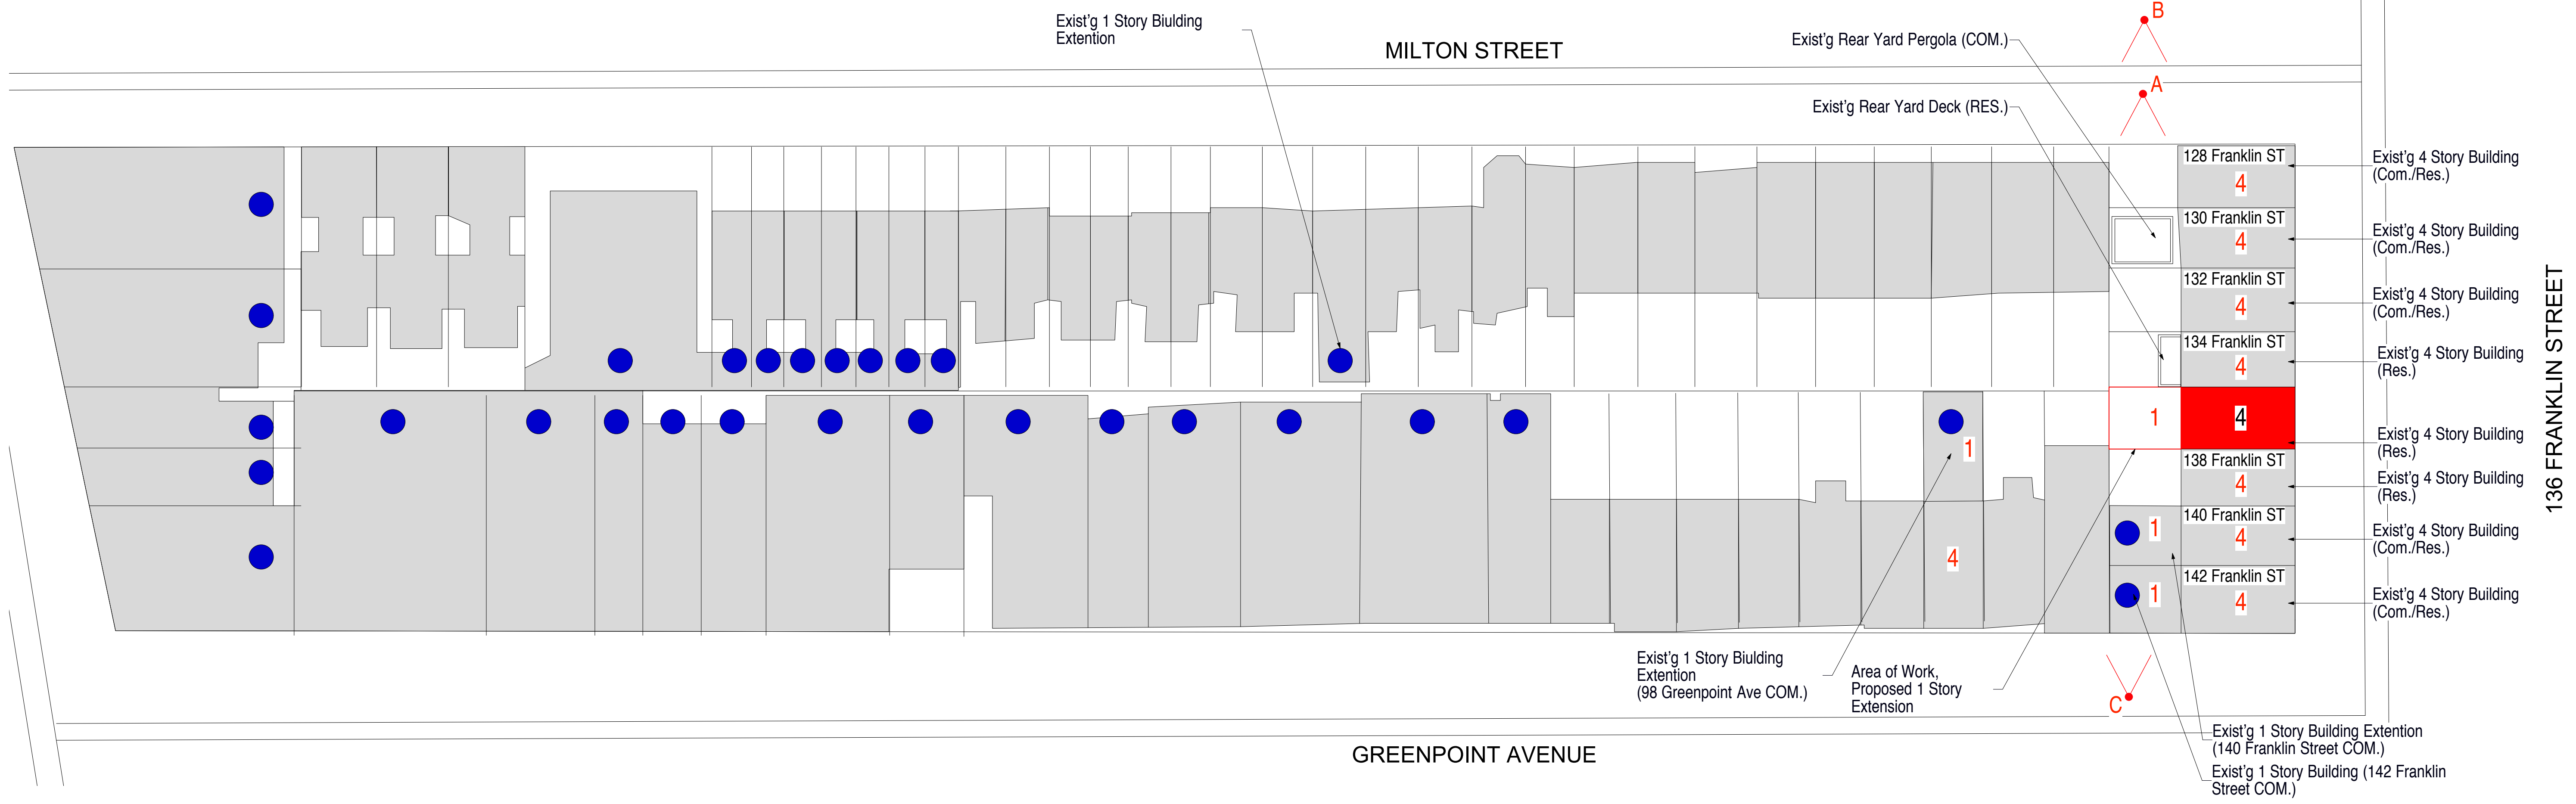 Exist'g 1 Story Biulding
Extention
MILTON STREET
B
Exist'g Rear Yard Pergola (COM.)
A
Exist'g Rear Yard Deck (RES.)
128 Franklin ST
4
Exist'g 4 Story Building
(Com./Res.)
130 Franklin ST
4
Exist'g 4 Story Building
(Com./Res.)
132 Franklin ST
4
Exist'g 4 Story Building
(Com./Res.)
134 Franklin ST
4
Exist'g 4 Story Building
(Res.)
1
4
Exist'g 4 Story Building
(Res.)
138 Franklin ST
4
Exist'g 4 Story Building
(Res.)
1
140 Franklin ST
4
Exist'g 4 Story Building
(Com./Res.)
1
142 Franklin ST
4
Exist'g 4 Story Building
(Com./Res.)
136 FRANKLIN STREET
1
4
Exist'g 1 Story Biulding
Extention
(98 Greenpoint Ave COM.)
Area of Work,
Proposed 1 Story
Extension
C
Exist'g 1 Story Building Extention
(140 Franklin Street COM.)
Exist'g 1 Story Building (142 Franklin
Street COM.)
GREENPOINT AVENUE